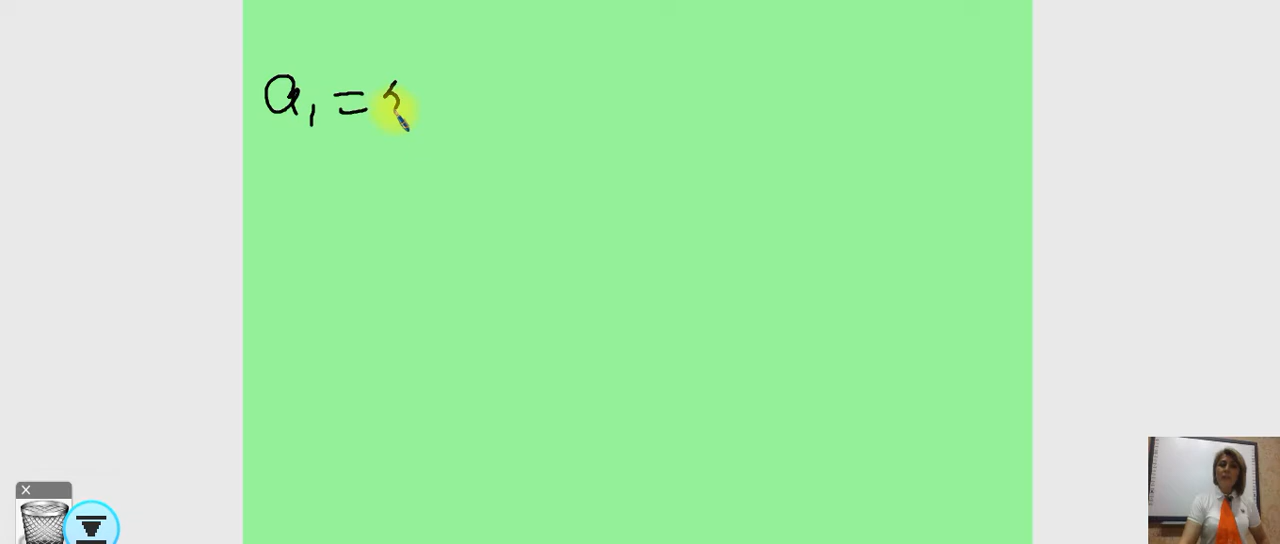 a₁ =